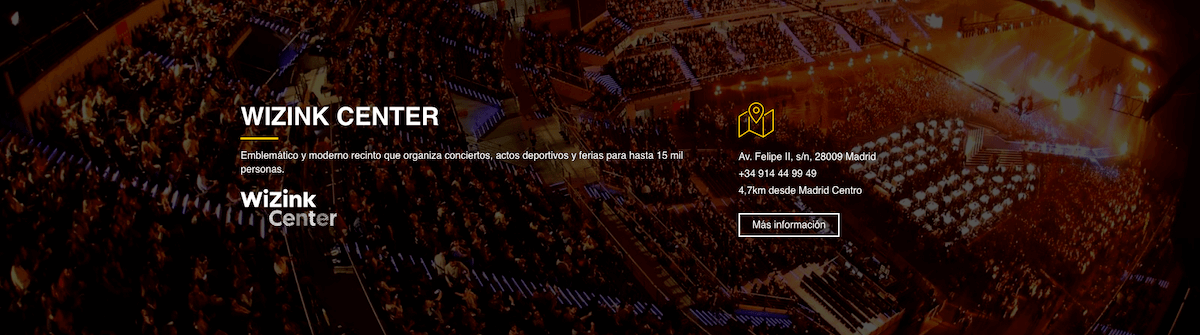 WIZINK CENTER
Emblemático y moderno recinto que organiza conciertos, actos deportivos y ferias para hasta 15 mil
personas.
WiZink
Center
Av. Felipe II, s/n, 28009 Madrid
+34 914 44 99 49
4,7km desde Madrid Centro
Más información